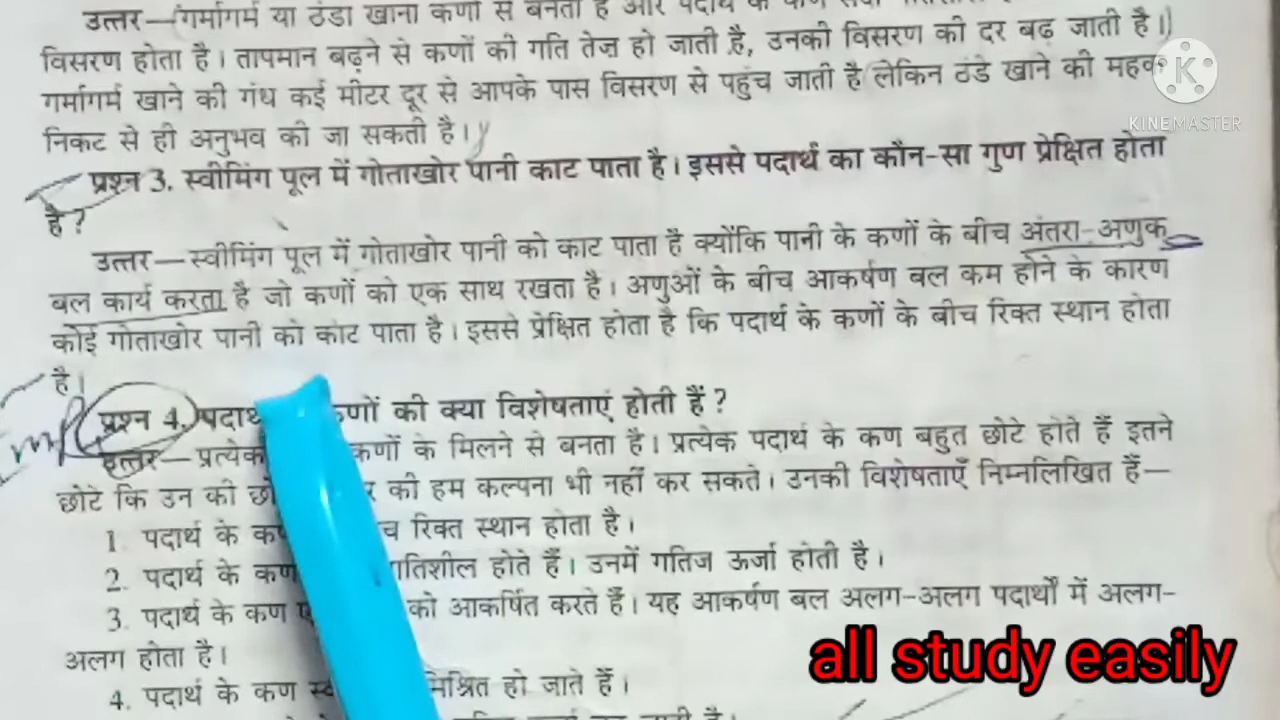 उत्तर—(गर्मागर्म या ठंडा खाना कणों से बनता है और पदार्थ के कण
विसरण होता है। तापमान बढ़ने से कणों की गति तेज़ हो जाती है, उनकी विसरण की दर बढ़ जाती है।)
गर्मागर्म खाने की गंध कई मीटर दूर से आपके पास विसरण से पहुंच जाती है लेकिन ठंडे खाने की महक
निकट से ही अनुभव की जा सकती है।
KINEMASTER
प्रश्न 3. स्वीमिंग पूल में गोताखोर पानी काट पाता है। इससे पदार्थ का कौन-सा गुण प्रेक्षित होता
है ?
उत्तर—स्वीमिंग पूल में गोताखोर पानी को काट पाता है क्योंकि पानी के कणों के बीच अंतरा-अणुक
बल कार्य करता है जो कणों को एक साथ रखता है। अणुओं के बीच आकर्षण बल कम होने के कारण
कोई गोताखोर पानी को काट पाता है। इससे प्रेक्षित होता है कि पदार्थ के कणों के बीच रिक्त स्थान होता
है।
प्रश्न 4. पदार्थ कणों की क्या विशेषताएं होती हैं ?
उत्तर—प्रत्येक कणों के मिलने से बनता है। प्रत्येक पदार्थ के कण बहुत छोटे होते हैं इतने
छोटे कि उन की की हम कल्पना भी नहीं कर सकते। उनकी विशेषताएँ निम्नलिखित हैं—
1. पदार्थ के रिक्त स्थान होता है।
2. पदार्थ के कण गतिशील होते हैं। उनमें गतिज ऊर्जा होती है।
3. पदार्थ के कण को आकर्षित करते हैं। यह आकर्षण बल अलग-अलग पदार्थों में अलग-
अलग होता है।
all study easily
4. पदार्थ के कण मिश्रित हो जाते हैं।